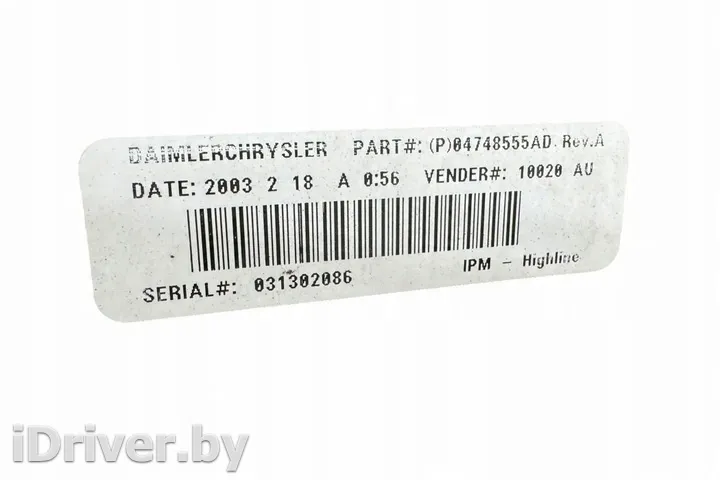 DAIMLERCHRYSLER PART#: (P)04748555AD Rev.A
DATE: 2003 2 18 A 0:56 VENDER#: 10020 AU
SERIAL#: 031302086 IPM - Highline
iDriver.by